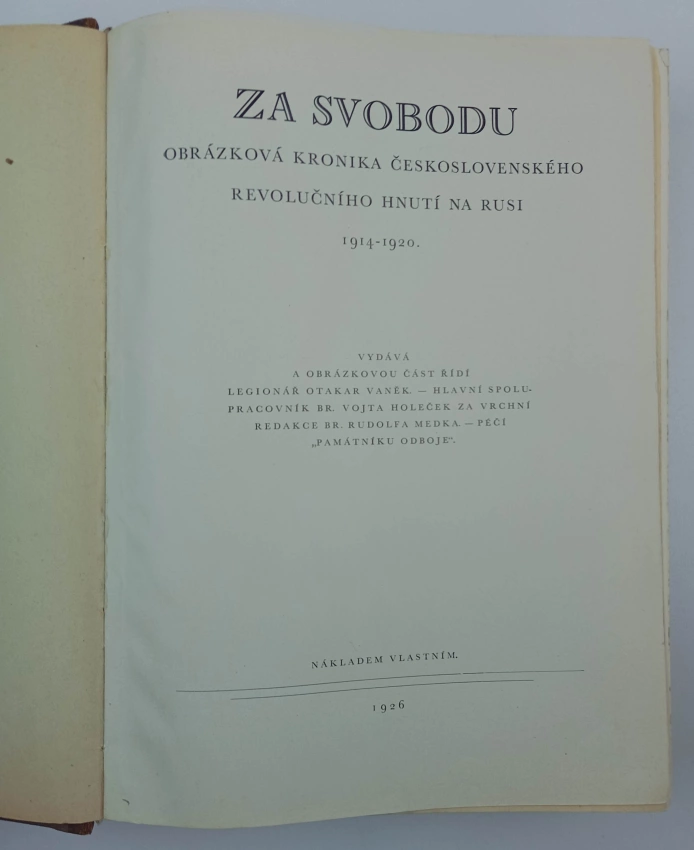 ZA SVOBODU
OBRÁZKOVÁ KRONIKA ČESKOSLOVENSKÉHO
REVOLUČNÍHO HNUTÍ NA RUSI
1914-1920.
VYDÁVÁ
A OBRÁZKOVOU ČÁST ŘÍDÍ
LEGIONÁŘ OTAKAR VANĚK. — HLAVNÍ SPOLU-
PRACOVNÍK BR. VOJTA HOLEČEK ZA VRCHNÍ
REDAKCE BR. RUDOLFA MEDKA. — PÉČÍ
„PAMÁTNÍKU ODBOJE“.
NÁKLADEM VLASTNÍM.
1926